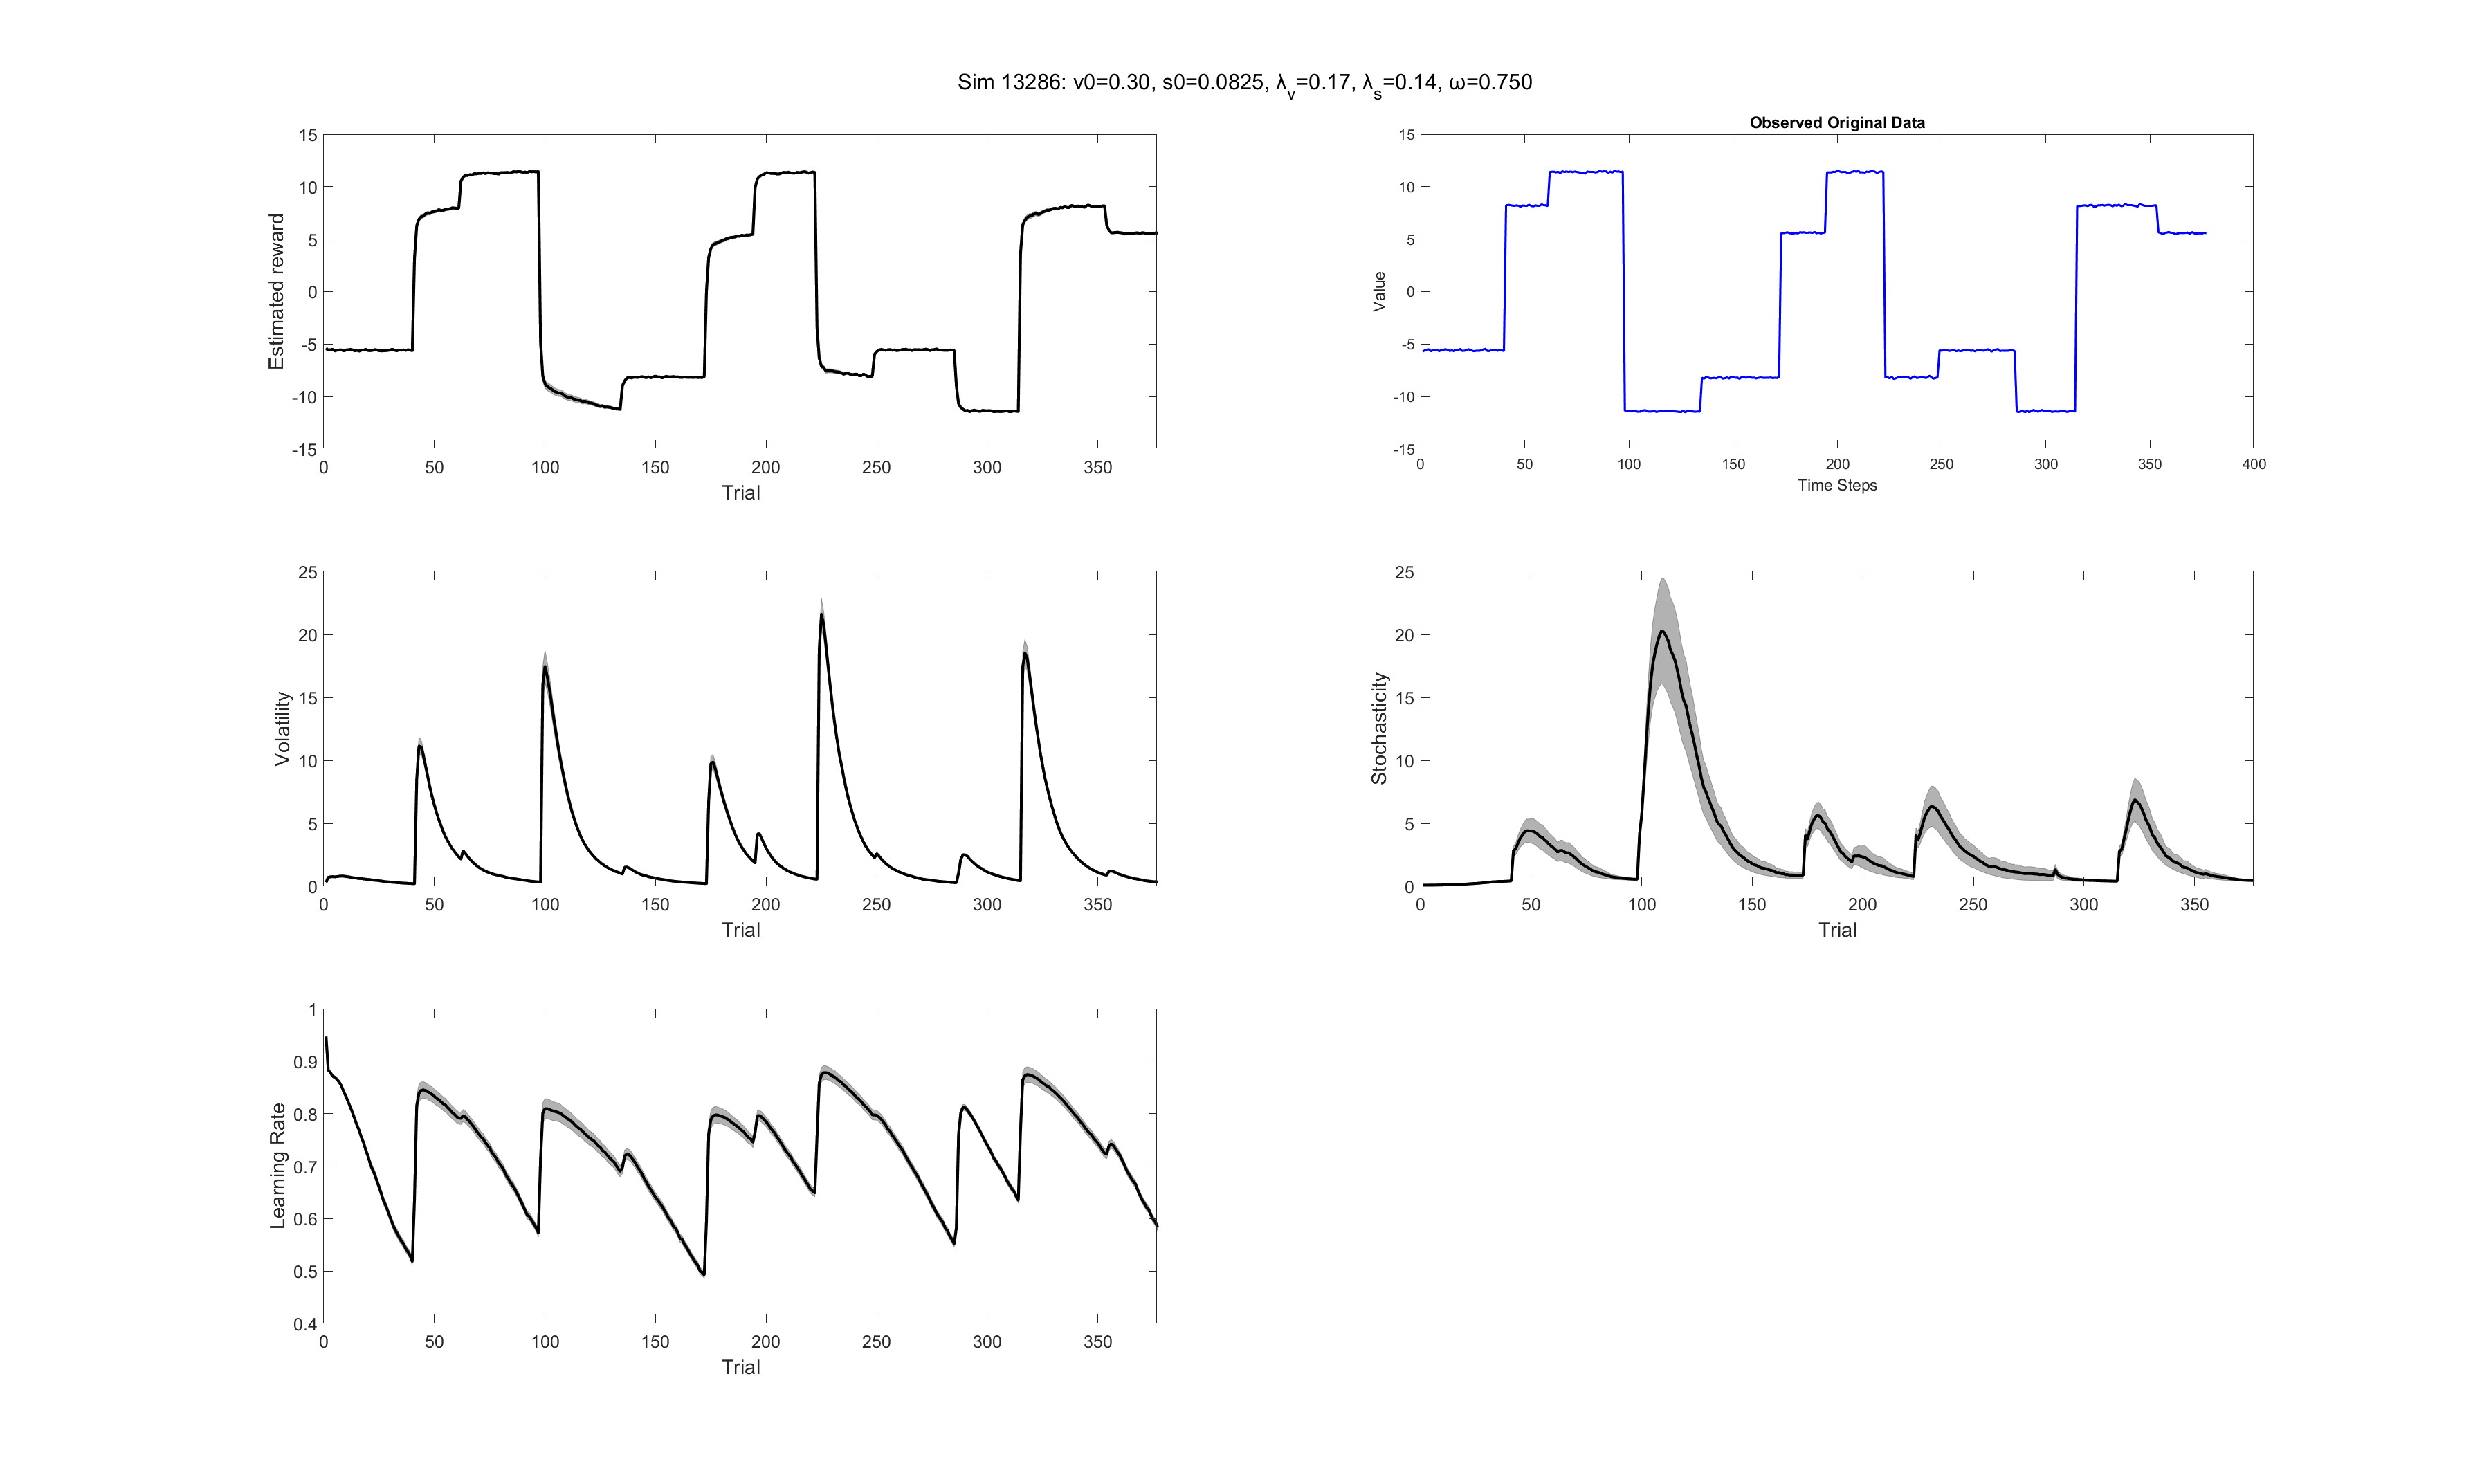 Sim 13286: v0=0.30, s0=0.0825, λv=0.17, λs=0.14, ω=0.750
15
10
5
0
-5
-10
-15
Estimated reward
0 50 100 150 200 250 300 350
Trial
Observed Original Data
15
10
5
0
-5
-10
-15
Value
0 50 100 150 200 250 300 350 400
Time Steps
25
20
15
10
5
0
Volatility
0 50 100 150 200 250 300 350
Trial
25
20
15
10
5
0
Stochasticity
0 50 100 150 200 250 300 350
Trial
1
0.9
0.8
0.7
0.6
0.5
0.4
Learning Rate
0 50 100 150 200 250 300 350
Trial